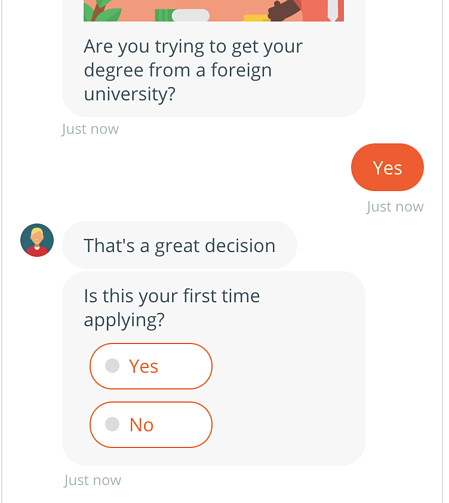 Are you trying to get your
degree from a foreign
university?
Just now
Yes
Just now
That's a great decision
Is this your first time
applying?
Yes
No
Just now